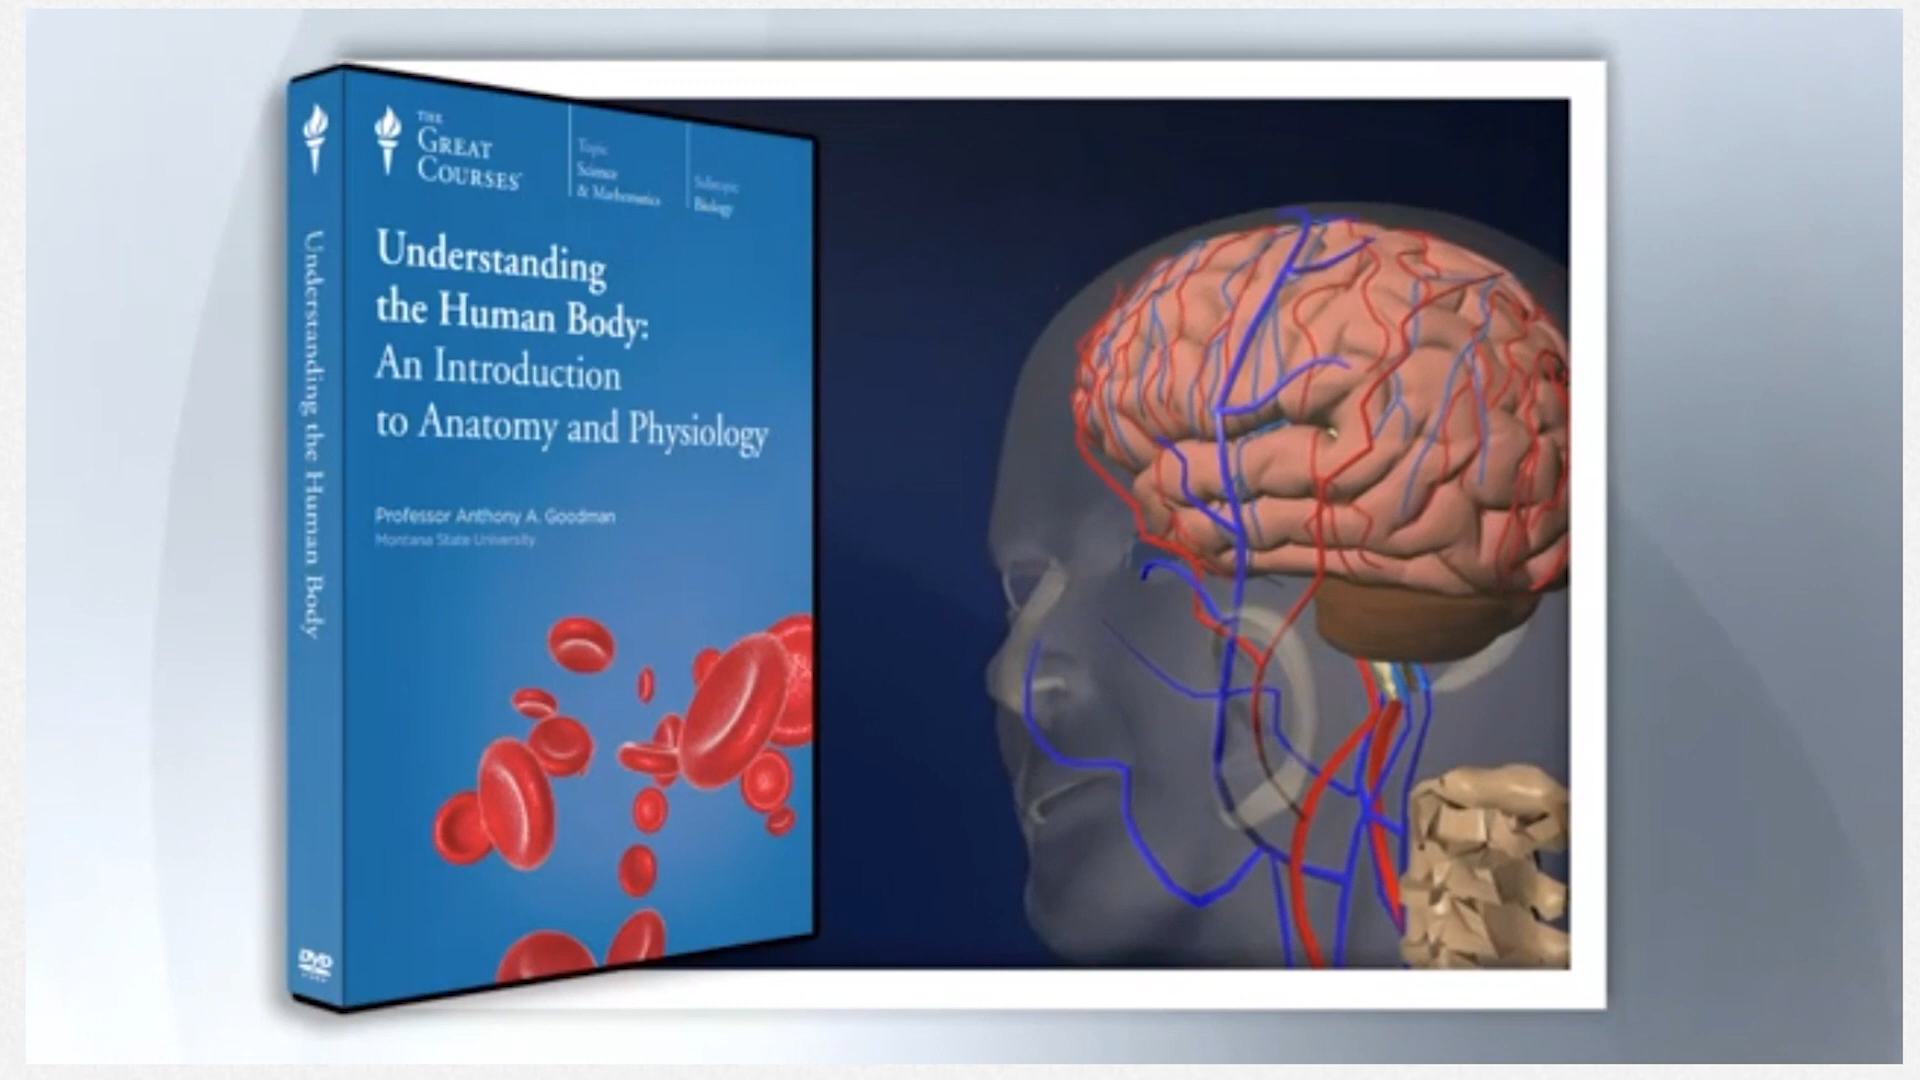 THE
GREAT
COURSES
Topic
Science
& Mathematics
Subtopic
Biology
Understanding
the Human Body:
An Introduction
to Anatomy and Physiology
Professor Anthony A. Goodman
Montana State University
Understanding the Human Body
DVD
VIDEO